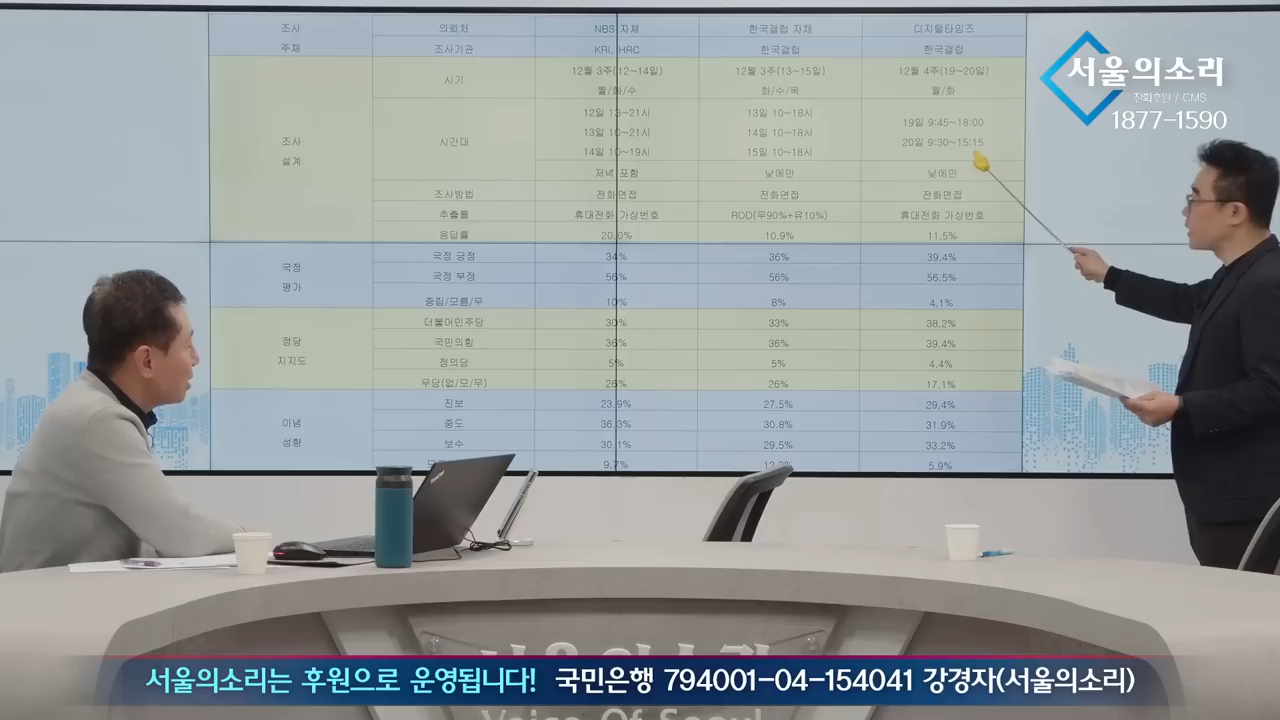 조사 의뢰처 NBS 자체 한국갤럽 자체 디지털타임즈
주체 조사기관 KRI, HRC 한국갤럽 한국갤럽
시기 12월 3주(12~14일) 12월 3주(13~15일) 12월 4주(19~20일)
월/화/수 화/수/목 월/화
조사
설계
시간대
12일 13~21시 13일 10~18시 19일 9:45~18:00
13일 10~21시 14일 10~18시 20일 9:30~15:15
14일 10~19시 15일 10~18시
저녁 포함 낮에만 낮에만
조사방법 전화면접 전화면접 전화면접
추출틀 휴대전화 가상번호 RDD(무90%+유10%) 휴대전화 가상번호
응답률 20.0% 10.9% 11.5%
국정
평가
국정 긍정 34% 36% 39.4%
국정 부정 56% 56% 56.5%
중립/모름/무 10% 8% 4.1%
정당
지지도
더불어민주당 30% 33% 38.2%
국민의힘 36% 36% 39.4%
정의당 5% 5% 4.4%
무당(없/모/무) 26% 26% 17.1%
이념
성향
진보 23.9% 27.5% 29.4%
중도 36.3% 30.8% 31.9%
보수 30.1% 29.5% 33.2%
9.7% 5.9%
서울의소리
전화후원 / CMS
1877-1590
서울의소리
Voice Of Seoul
서울의소리는 후원으로 운영됩니다! 국민은행 794001-04-154041 강경자(서울의소리)